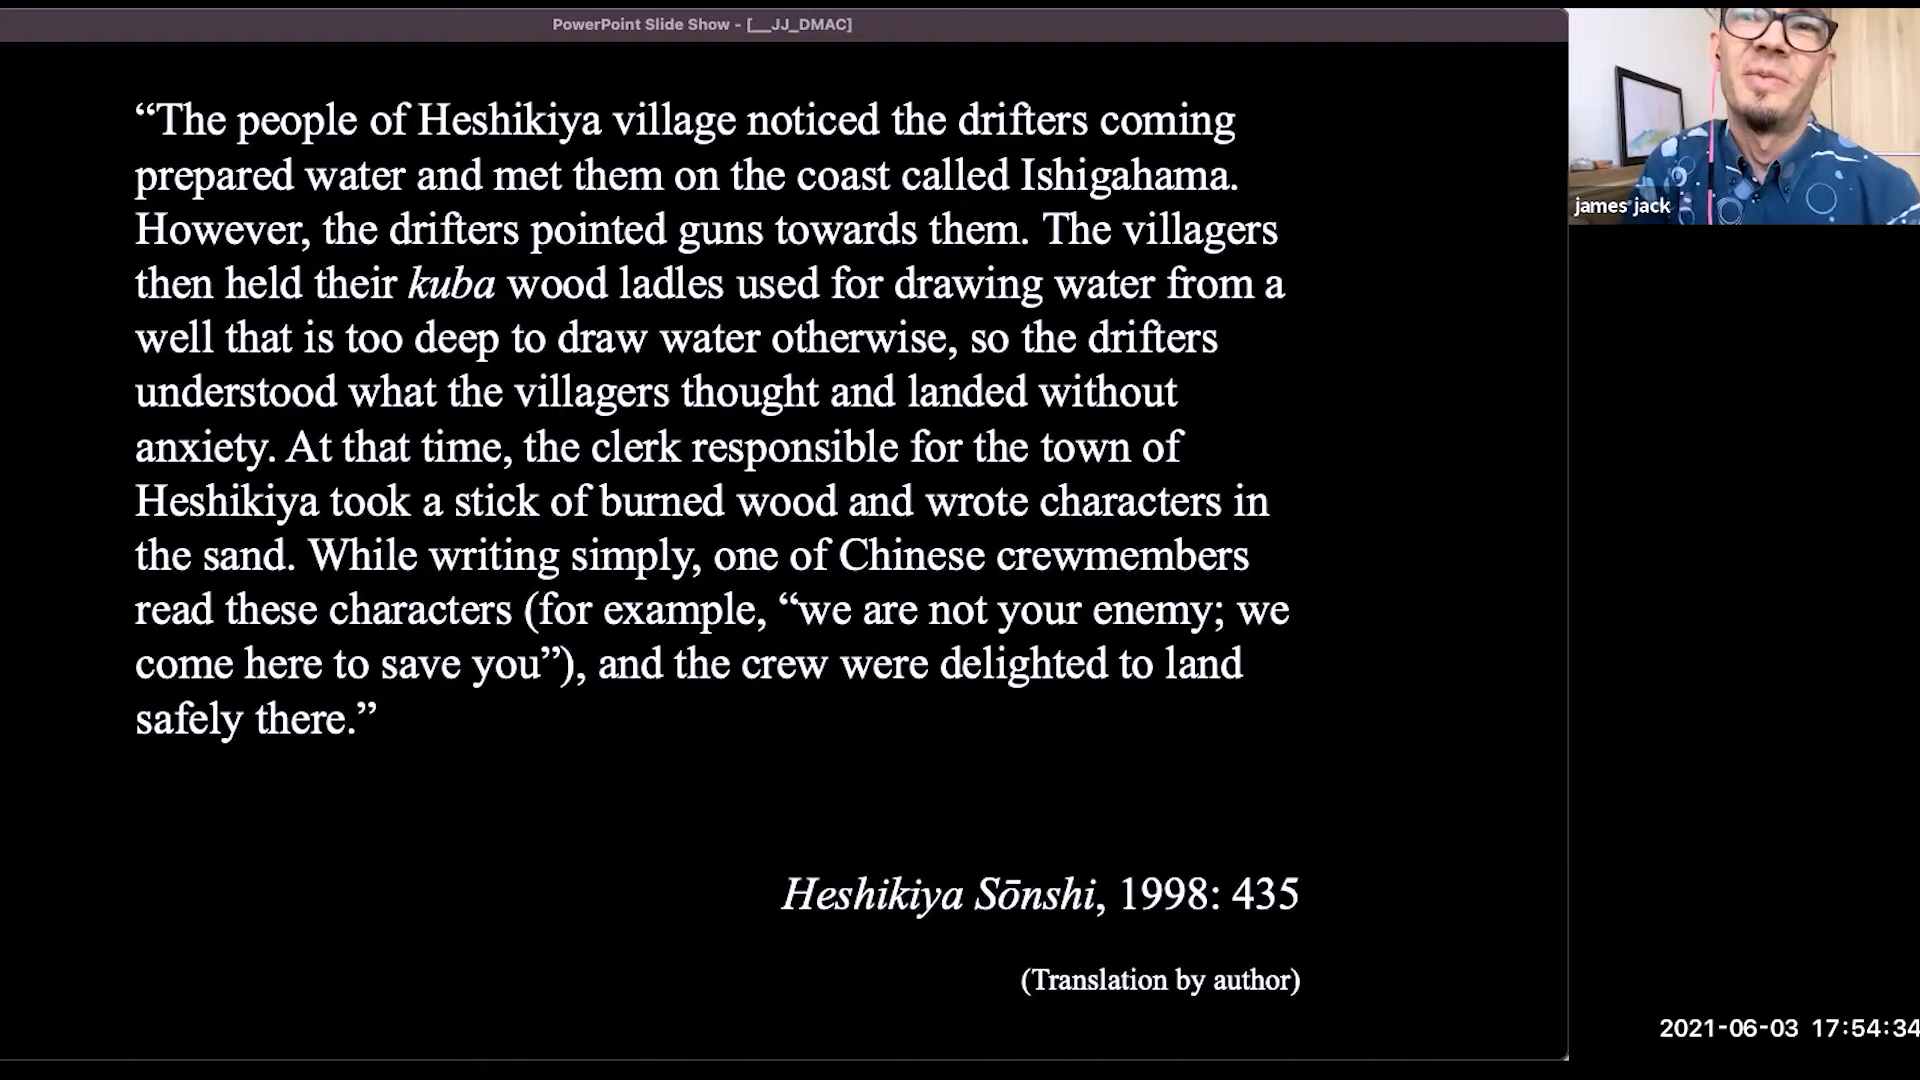 PowerPoint Slide Show - [__JJ_DMAC]
“The people of Heshikiya village noticed the drifters coming
prepared water and met them on the coast called Ishigahama.
However, the drifters pointed guns towards them. The villagers
then held their kuba wood ladles used for drawing water from a
well that is too deep to draw water otherwise, so the drifters
understood what the villagers thought and landed without
anxiety. At that time, the clerk responsible for the town of
Heshikiya took a stick of burned wood and wrote characters in
the sand. While writing simply, one of Chinese crewmembers
read these characters (for example, “we are not your enemy; we
come here to save you”), and the crew were delighted to land
safely there.”
Heshikiya Sōnshi, 1998: 435
(Translation by author)
james jack
2021-06-03 17:54:34